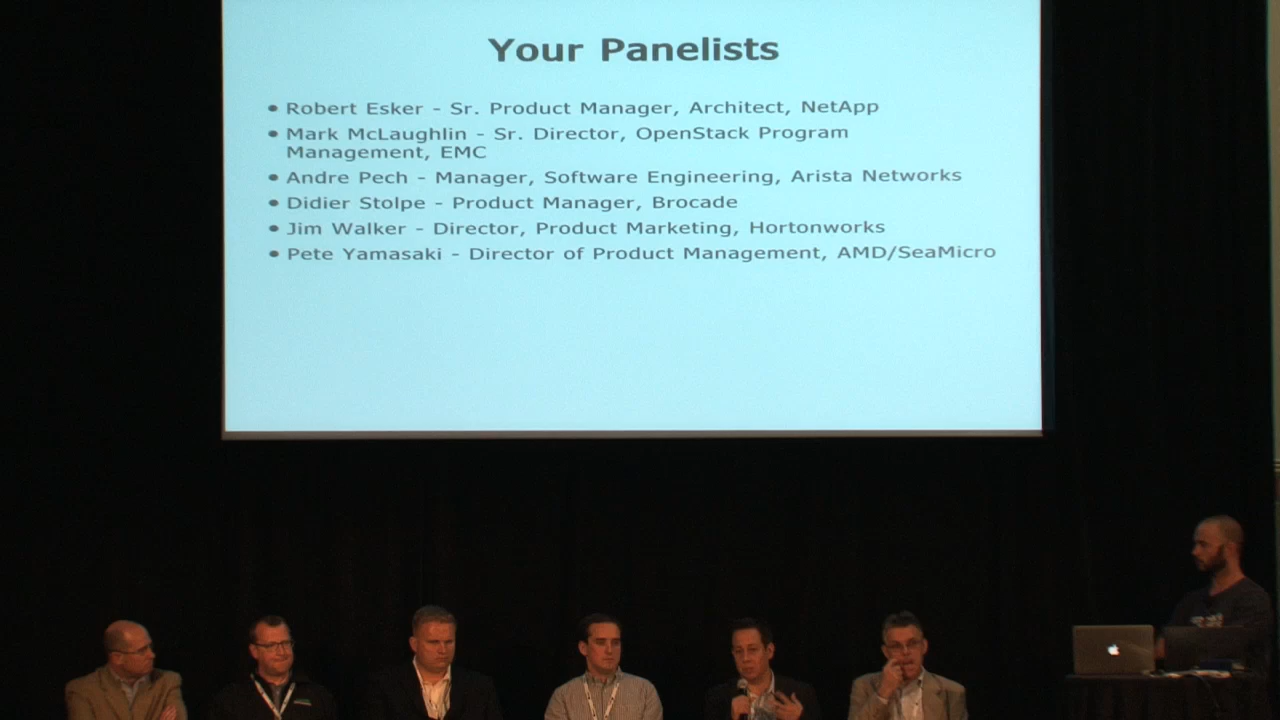 Your Panelists
• Robert Esker - Sr. Product Manager, Architect, NetApp
• Mark McLaughlin - Sr. Director, OpenStack Program
Management, EMC
• Andre Pech - Manager, Software Engineering, Arista Networks
• Didier Stolpe - Product Manager, Brocade
• Jim Walker - Director, Product Marketing, Hortonworks
• Pete Yamasaki - Director of Product Management, AMD/SeaMicro